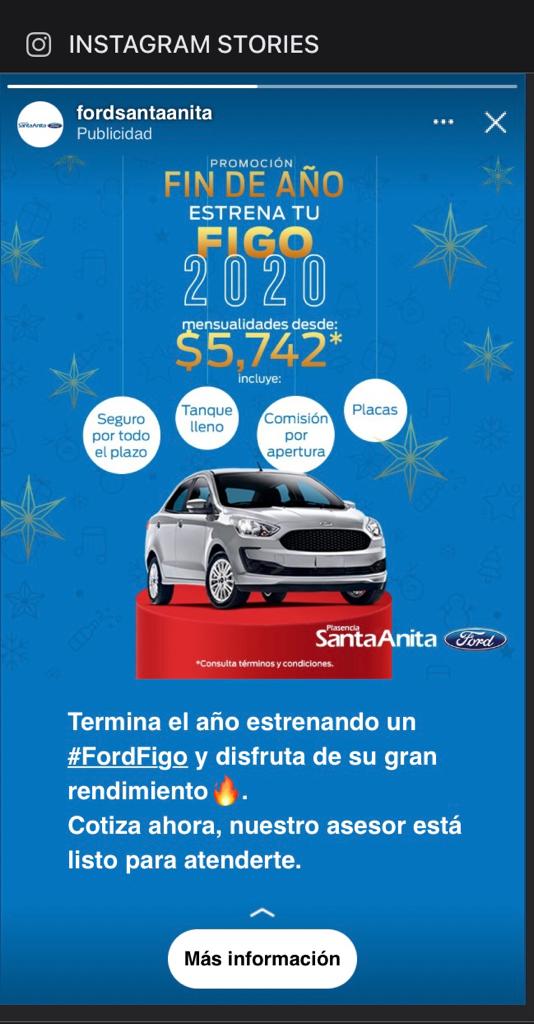 INSTAGRAM STORIES
fordsantaanita
Publicidad
PROMOCIÓN
FIN DE AÑO
ESTRENA TU
FIGO
2020
mensualidades desde:
$5,742*
incluye:
Seguro
por todo
el plazo
Tanque
lleno
Comisión
por
apertura
Placas
Plasencia
SantaAnita Ford
*Consulta términos y condiciones.
Termina el año estrenando un
#FordFigo y disfruta de su gran
rendimiento🔥.
Cotiza ahora, nuestro asesor está
listo para atenderte.
Más información